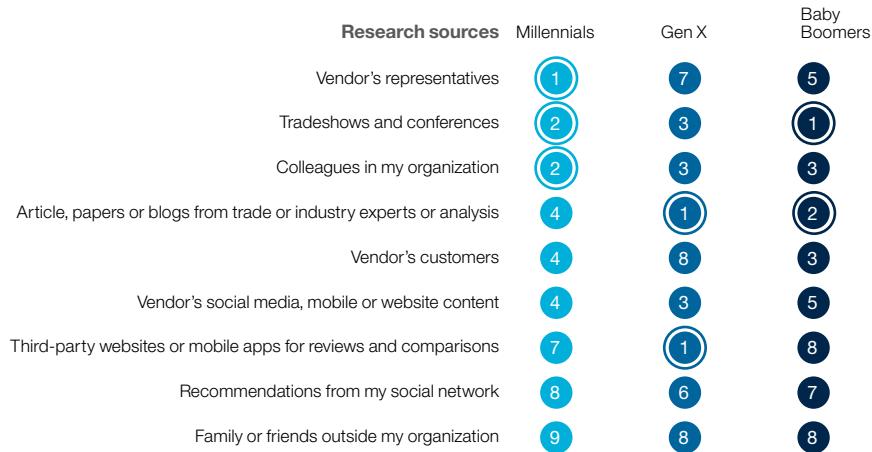 Research sources Millennials Gen X Baby Boomers
Vendor's representatives 1 7 5
Tradeshows and conferences 2 3 1
Colleagues in my organization 2 3 3
Article, papers or blogs from trade or industry experts or analysis 4 1 2
Vendor's customers 4 8 3
Vendor's social media, mobile or website content 4 3 5
Third-party websites or mobile apps for reviews and comparisons 7 1 8
Recommendations from my social network 8 6 7
Family or friends outside my organization 9 8 8